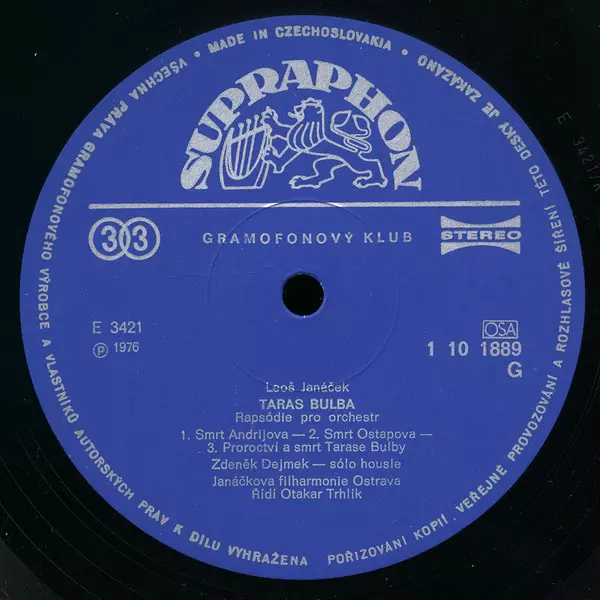 VŠECHNA PRÁVA GRAMOFONOVÉHO VÝROBCE A VLASTNÍKŮ AUTORSKÝCH PRÁV K DÍLU VYHRAŽENA
POŘIZOVÁNÍ KOPIÍ, VEŘEJNÉ PROVOZOVÁNÍ A ROZHLASOVÉ ŠÍŘENÍ TÉTO DESKY JE ZAKÁZÁNO
• MADE IN CZECHOSLOVAKIA •
SUPRAPHON
33 GRAMOFONOVÝ KLUB STEREO
E 3421
℗ 1976
OSA
1 10 1889
G
Leoš Janáček
TARAS BULBA
Rapsódie pro orchestr
1. Smrt Andrijova — 2. Smrt Ostapova —
3. Proroctví a smrt Tarase Bulby
Zdeněk Dejmek — sólo housle
Janáčkova filharmonie Ostrava
Řídí Otakar Trhlík